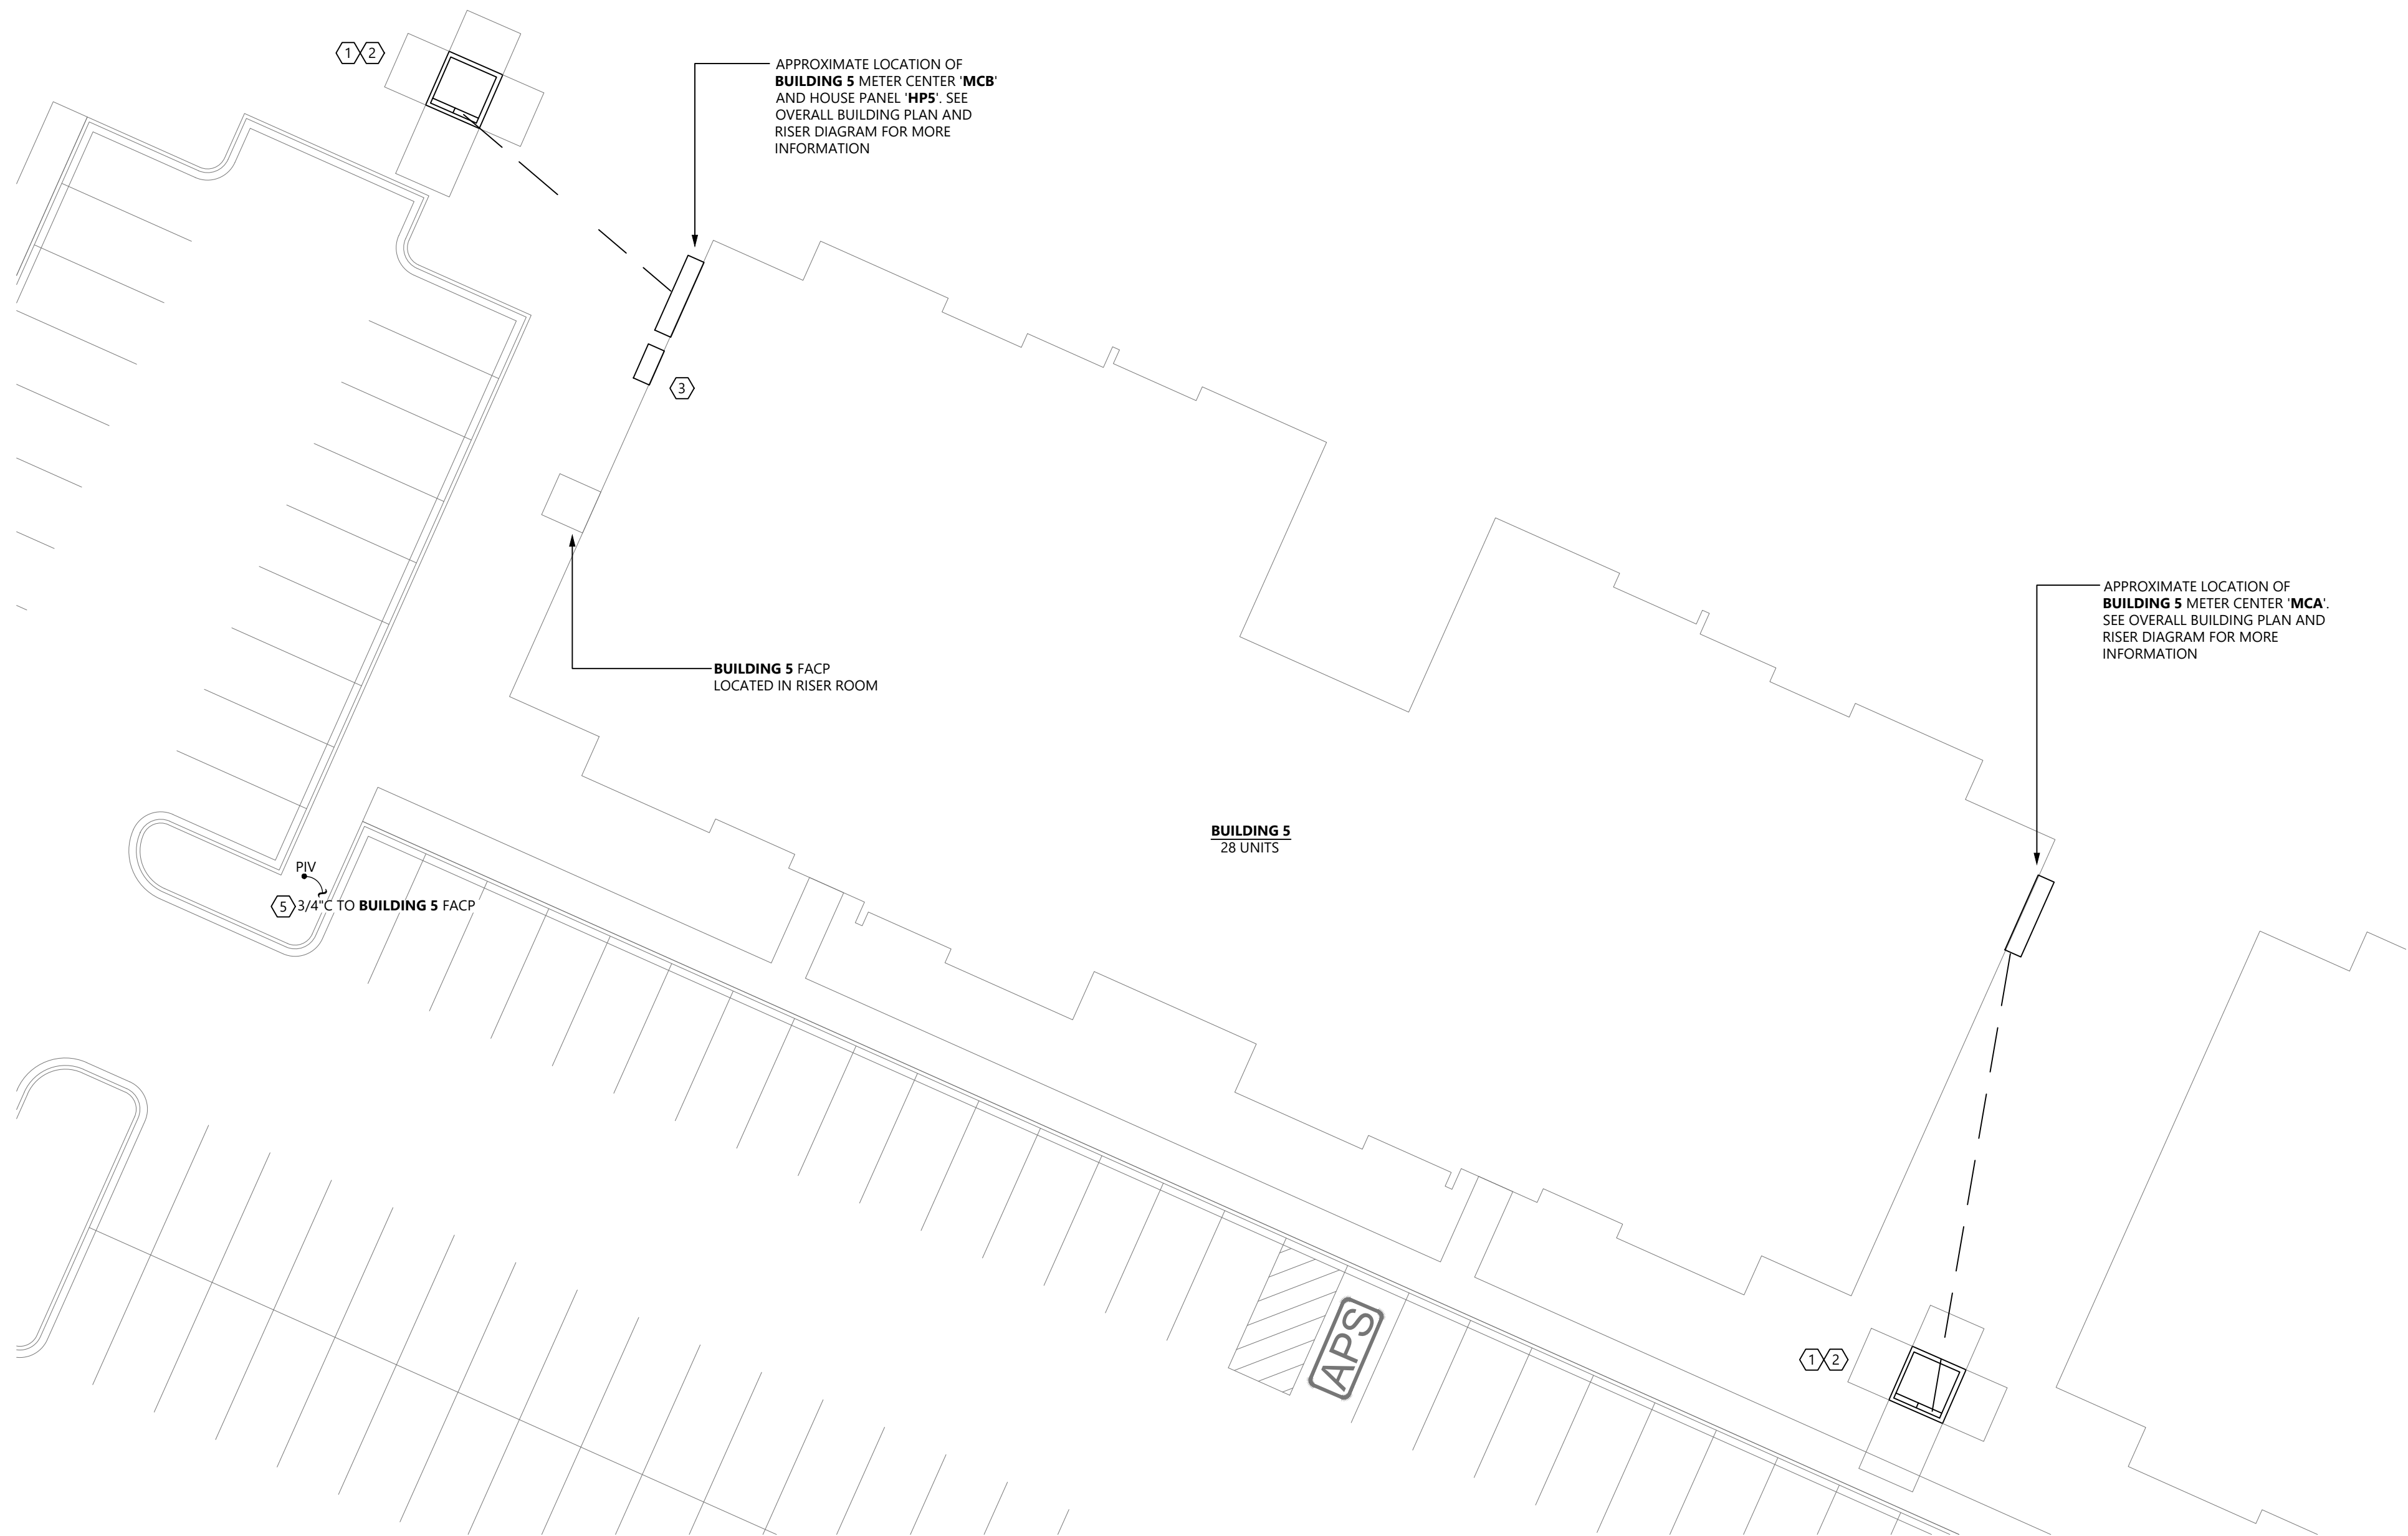 1 2
APPROXIMATE LOCATION OF
BUILDING 5 METER CENTER 'MCB'
AND HOUSE PANEL 'HP5'. SEE
OVERALL BUILDING PLAN AND
RISER DIAGRAM FOR MORE
INFORMATION
3
APPROXIMATE LOCATION OF
BUILDING 5 METER CENTER 'MCA'.
SEE OVERALL BUILDING PLAN AND
RISER DIAGRAM FOR MORE
INFORMATION
BUILDING 5 FACP
LOCATED IN RISER ROOM
BUILDING 5
28 UNITS
PIV
5 3/4"C TO BUILDING 5 FACP
APS
1 2